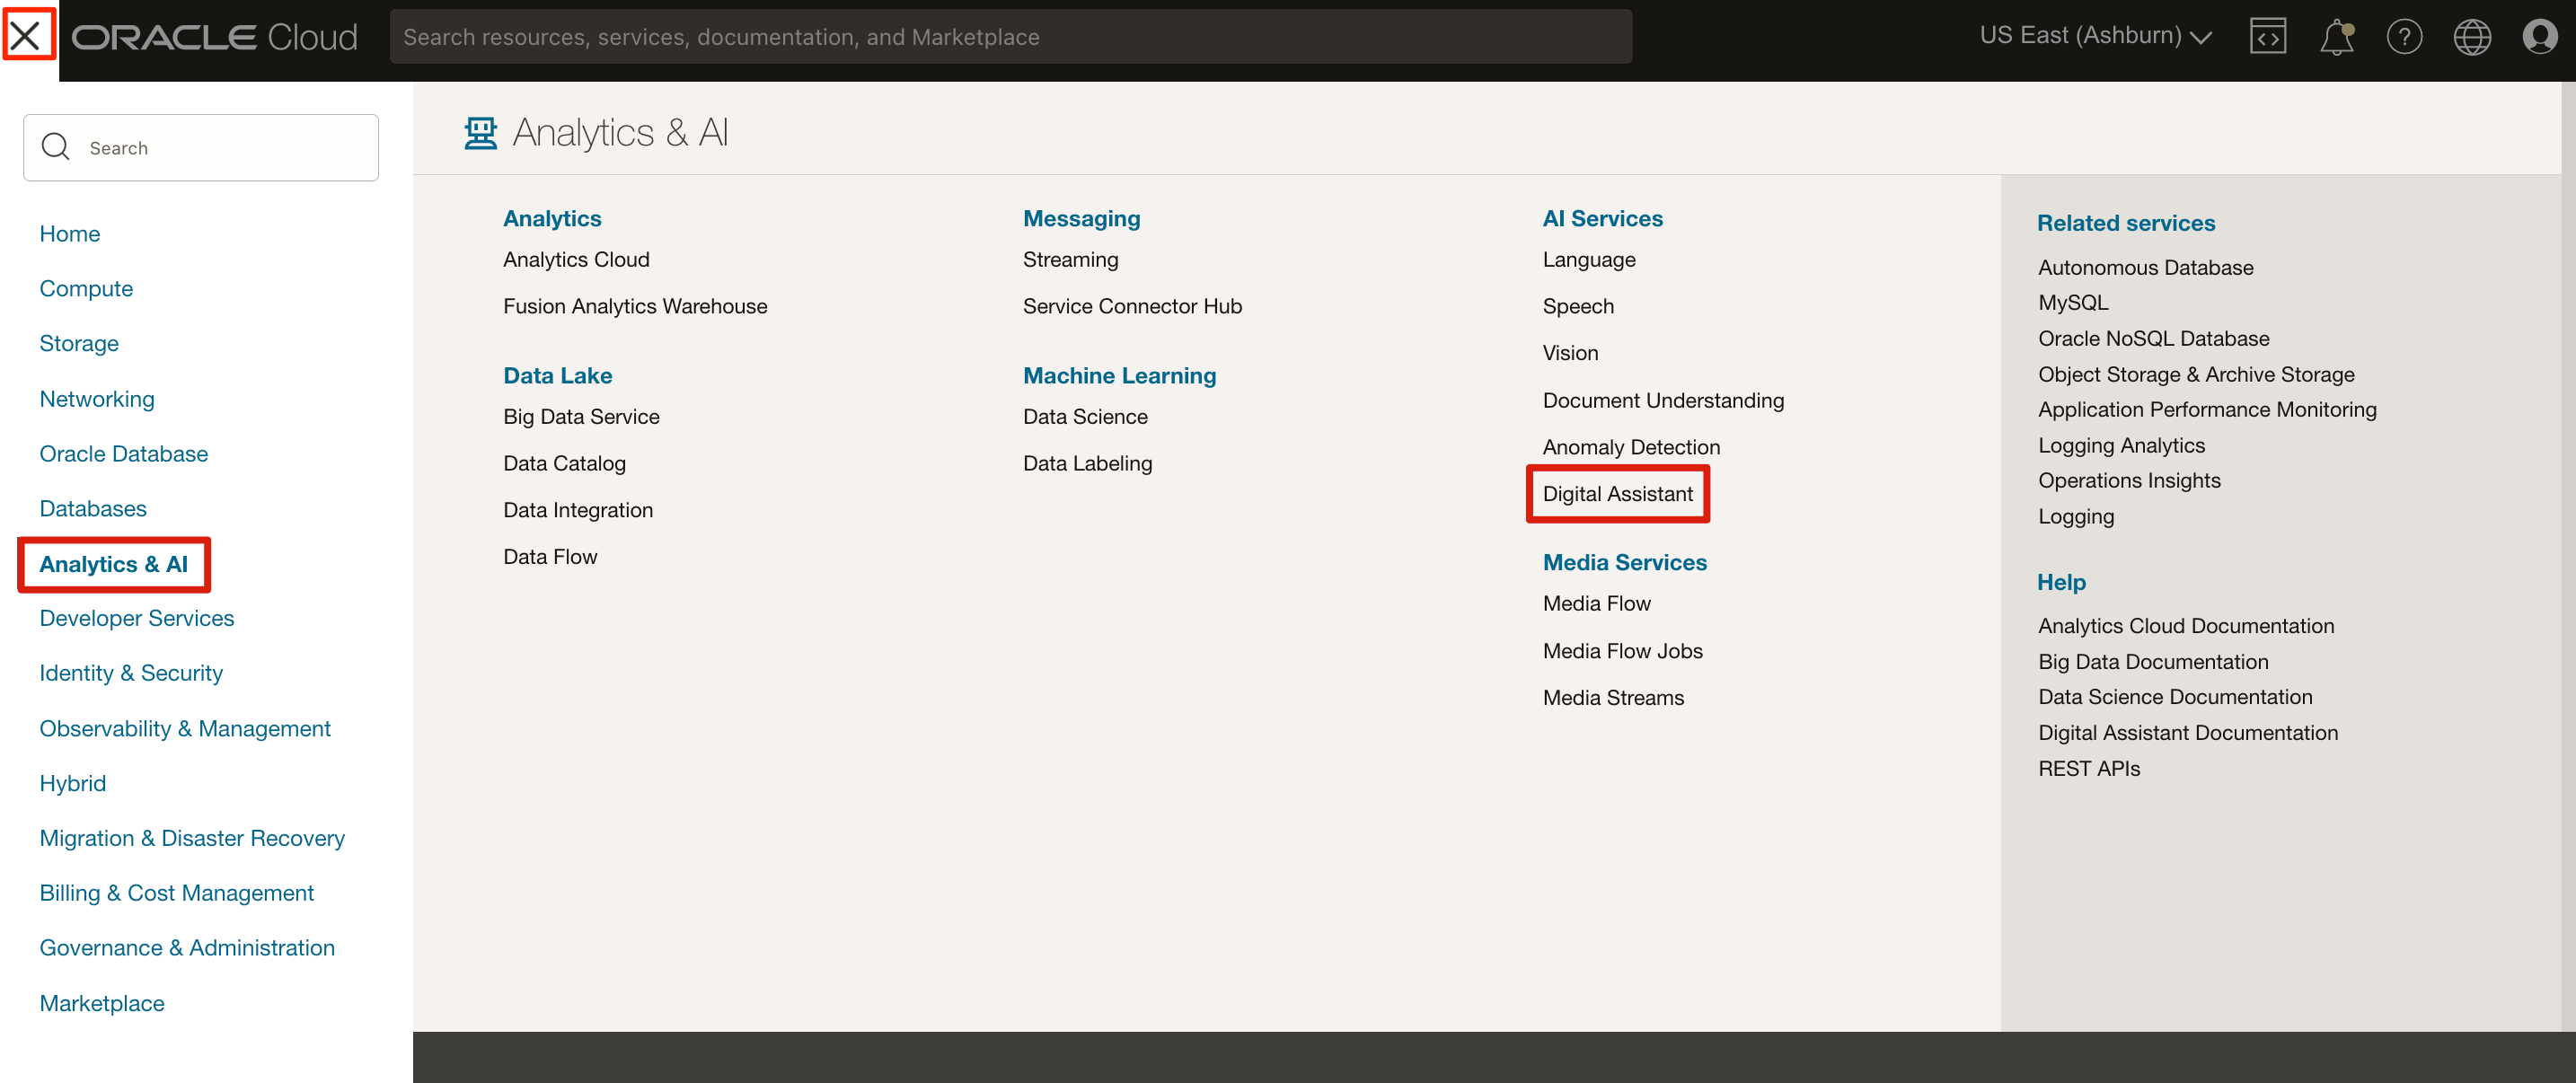 ORACLE Cloud
Search resources, services, documentation, and Marketplace
US East (Ashburn)
Search
Home
Compute
Storage
Networking
Oracle Database
Databases
Analytics & AI
Developer Services
Identity & Security
Observability & Management
Hybrid
Migration & Disaster Recovery
Billing & Cost Management
Governance & Administration
Marketplace
Analytics & AI
Analytics
Analytics Cloud
Fusion Analytics Warehouse
Data Lake
Big Data Service
Data Catalog
Data Integration
Data Flow
Messaging
Streaming
Service Connector Hub
Machine Learning
Data Science
Data Labeling
AI Services
Language
Speech
Vision
Document Understanding
Anomaly Detection
Digital Assistant
Media Services
Media Flow
Media Flow Jobs
Media Streams
Related services
Autonomous Database
MySQL
Oracle NoSQL Database
Object Storage & Archive Storage
Application Performance Monitoring
Logging Analytics
Operations Insights
Logging
Help
Analytics Cloud Documentation
Big Data Documentation
Data Science Documentation
Digital Assistant Documentation
REST APIs